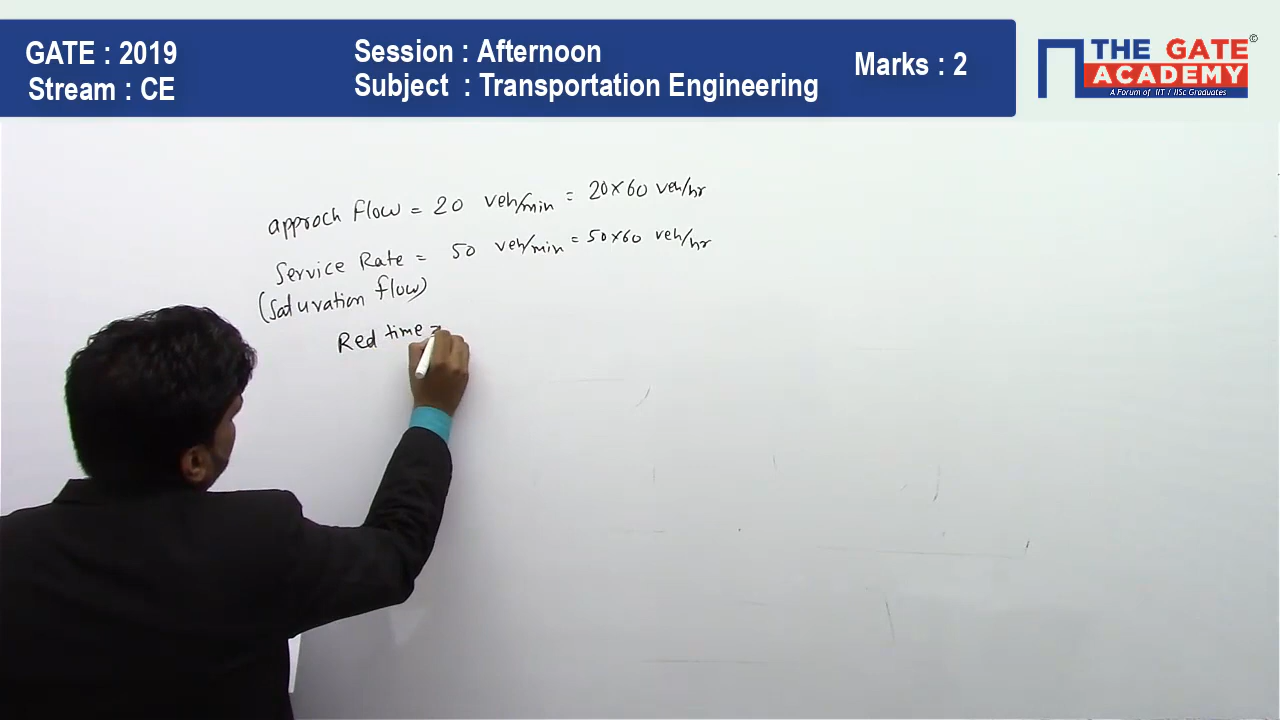 GATE : 2019
Stream : CE
Session : Afternoon
Subject : Transportation Engineering
Marks : 2
THE GATE
ACADEMY
©
A Forum of IIT / IISc Graduates
approch flow = 20 veh/min = 20×60 veh/hr
Service Rate = 50 veh/min = 50×60 veh/hr
(Saturation flow)
Red time =